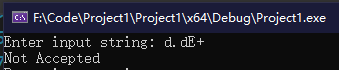 F:\Code\Project1\Project1\x64\Debug\Project1.exe
Enter input string: d.dE+
Not Accepted